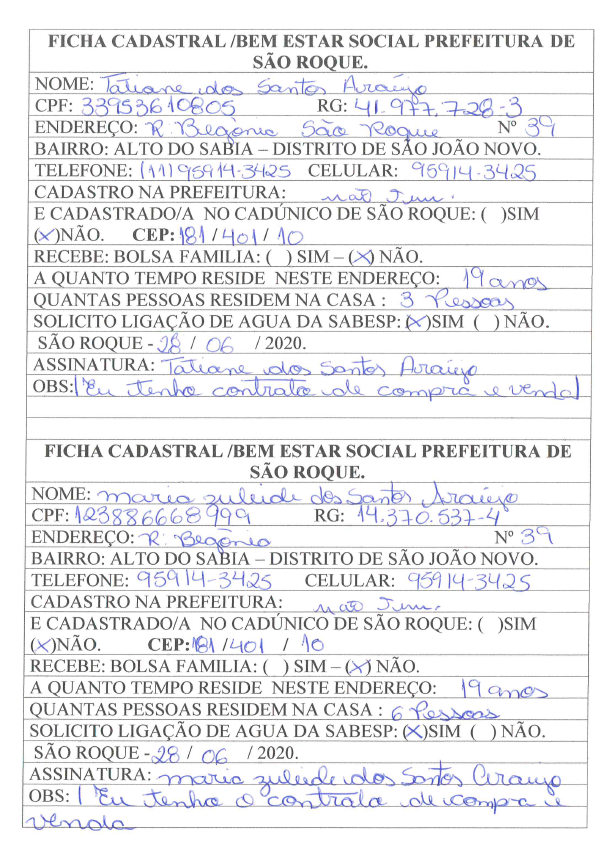 FICHA CADASTRAL /BEM ESTAR SOCIAL PREFEITURA DE
SÃO ROQUE.
NOME: Tatiane dos Santos Araújo
CPF: 33953610805 RG: 41.977.728-3
ENDEREÇO: R. Begônia São Roque Nº 39
BAIRRO: ALTO DO SABIA – DISTRITO DE SÃO JOÃO NOVO.
TELEFONE: (11) 95914-3425 CELULAR: 95914-3425
CADASTRO NA PREFEITURA: não Tem.
E CADASTRADO/A NO CADÚNICO DE SÃO ROQUE: ( )SIM
(x)NÃO. CEP: 181 / 401 / 10
RECEBE: BOLSA FAMILIA: ( ) SIM – (x) NÃO.
A QUANTO TEMPO RESIDE NESTE ENDEREÇO: 19 anos
QUANTAS PESSOAS RESIDEM NA CASA : 3 Pessoas
SOLICITO LIGAÇÃO DE AGUA DA SABESP: (x)SIM ( ) NÃO.
SÃO ROQUE - 28 / 06 / 2020.
ASSINATURA: Tatiane dos Santos Araújo
OBS: Eu tenho contrato de compra e venda
FICHA CADASTRAL /BEM ESTAR SOCIAL PREFEITURA DE
SÃO ROQUE.
NOME: maria zuleide dos Santos Araújo
CPF: 123886668999 RG: 14.370.537-4
ENDEREÇO: R. Begônia Nº 39
BAIRRO: ALTO DO SABIA – DISTRITO DE SÃO JOÃO NOVO.
TELEFONE: 95914-3425 CELULAR: 95914-3425
CADASTRO NA PREFEITURA: não Tem.
E CADASTRADO/A NO CADÚNICO DE SÃO ROQUE: ( )SIM
(x)NÃO. CEP: 181 / 401 / 10
RECEBE: BOLSA FAMILIA: ( ) SIM – (x) NÃO.
A QUANTO TEMPO RESIDE NESTE ENDEREÇO: 19 anos
QUANTAS PESSOAS RESIDEM NA CASA : 6 Pessoas
SOLICITO LIGAÇÃO DE AGUA DA SABESP: (x)SIM ( ) NÃO.
SÃO ROQUE - 28 / 06 / 2020.
ASSINATURA: maria zuleide dos Santos Araujo
OBS: Eu tenho o contrato de compra e
venda